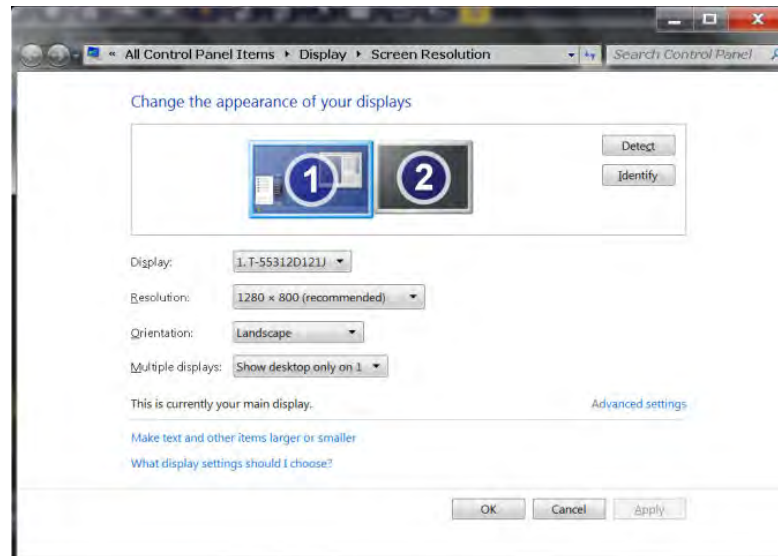 « All Control Panel Items ▸ Display ▸ Screen Resolution Search Control Panel
Change the appearance of your displays
1 2
Detect
Identify
Display: 1. T-55312D121J
Resolution: 1280 × 800 (recommended)
Orientation: Landscape
Multiple displays: Show desktop only on 1
This is currently your main display. Advanced settings
Make text and other items larger or smaller
What display settings should I choose?
OK Cancel Apply